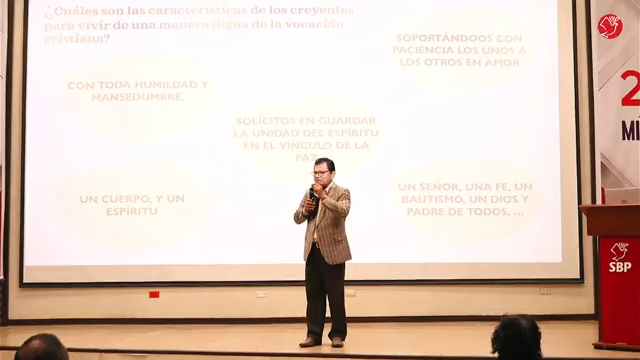 ¿Cuáles son las características de los creyentes
para vivir de una manera digna de la vocación
cristiana?
SOPORTÁNDOOS CON
PACIENCIA LOS UNOS A
LOS OTROS EN AMOR
CON TODA HUMILDAD Y
MANSEDUMBRE,
SOLÍCITOS EN GUARDAR
LA UNIDAD DEL ESPÍRITU
EN EL VÍNCULO DE LA
PAZ
UN CUERPO, Y UN
ESPÍRITU
UN SEÑOR, UNA FE, UN
BAUTISMO, UN DIOS Y
PADRE DE TODOS, ...
2
MI
SBP